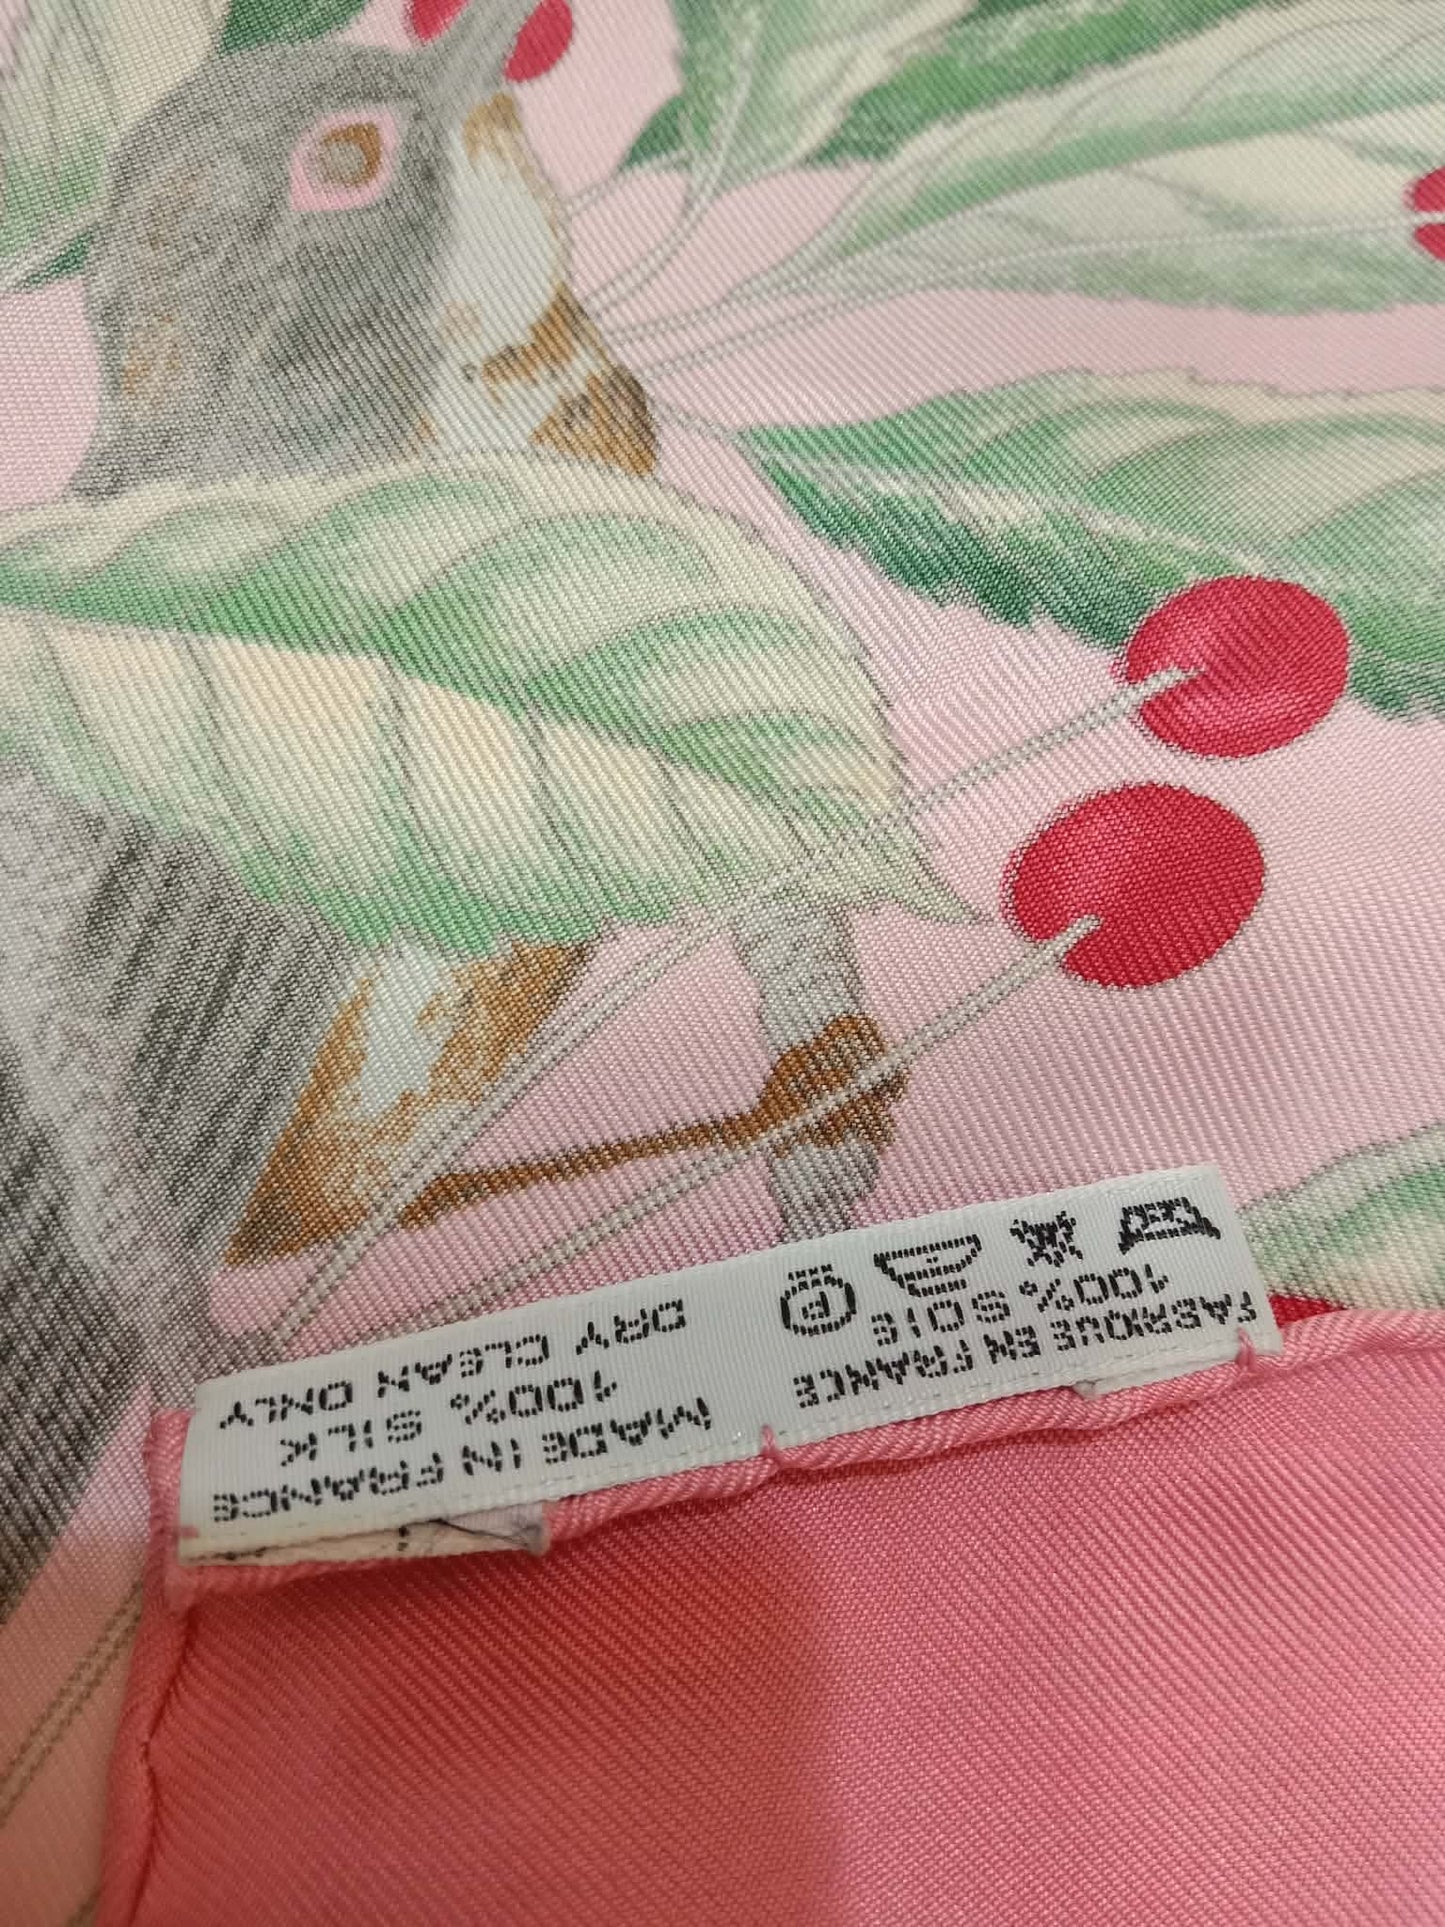 MADE IN FRANCE
100% SILK
DRY CLEAN ONLY
FABRIQUE EN FRANCE
100% SOIE
P